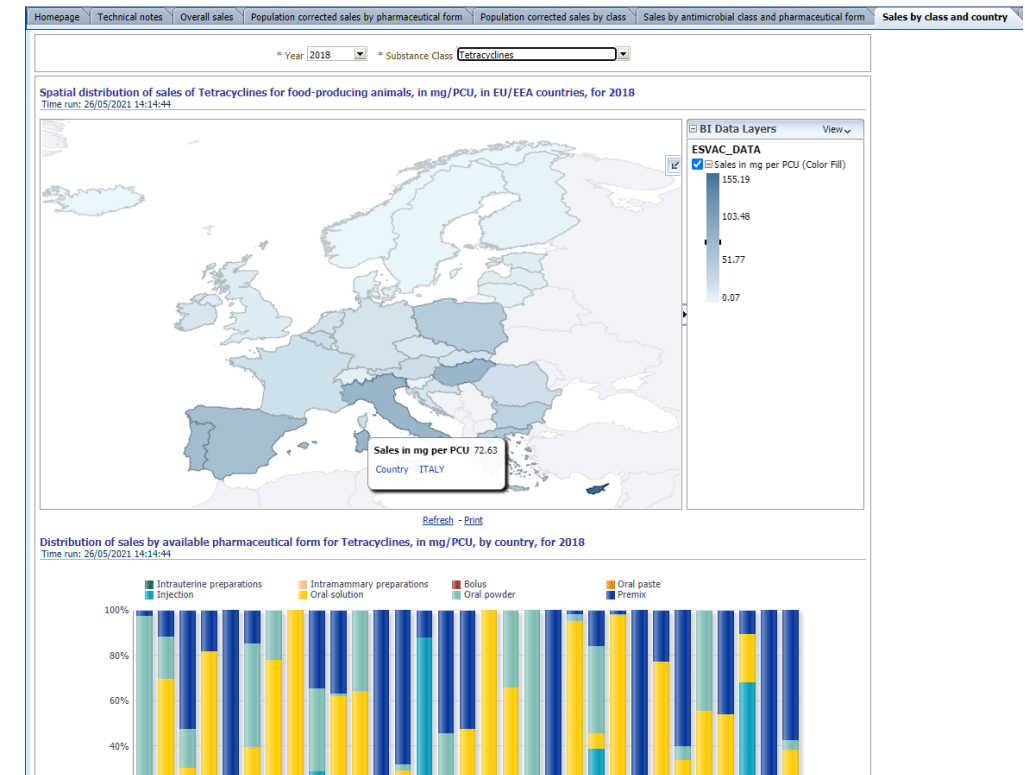 Homepage Technical notes Overall sales Population corrected sales by pharmaceutical form Population corrected sales by class Sales by antimicrobial class and pharmaceutical form Sales by class and country
* Year 2018 * Substance Class Tetracyclines
Spatial distribution of sales of Tetracyclines for food-producing animals, in mg/PCU, in EU/EEA countries, for 2018
Time run: 26/05/2021 14:14:44
BI Data Layers View
ESVAC_DATA
Sales in mg per PCU (Color Fill)
155.19
103.48
51.77
0.07
Sales in mg per PCU 72.63
Country ITALY
Refresh - Print
Distribution of sales by available pharmaceutical form for Tetracyclines, in mg/PCU, by country, for 2018
Time run: 26/05/2021 14:14:44
Intrauterine preparations Intramammary preparations Bolus Oral paste
Injection Oral solution Oral powder Premix
100%
80%
60%
40%